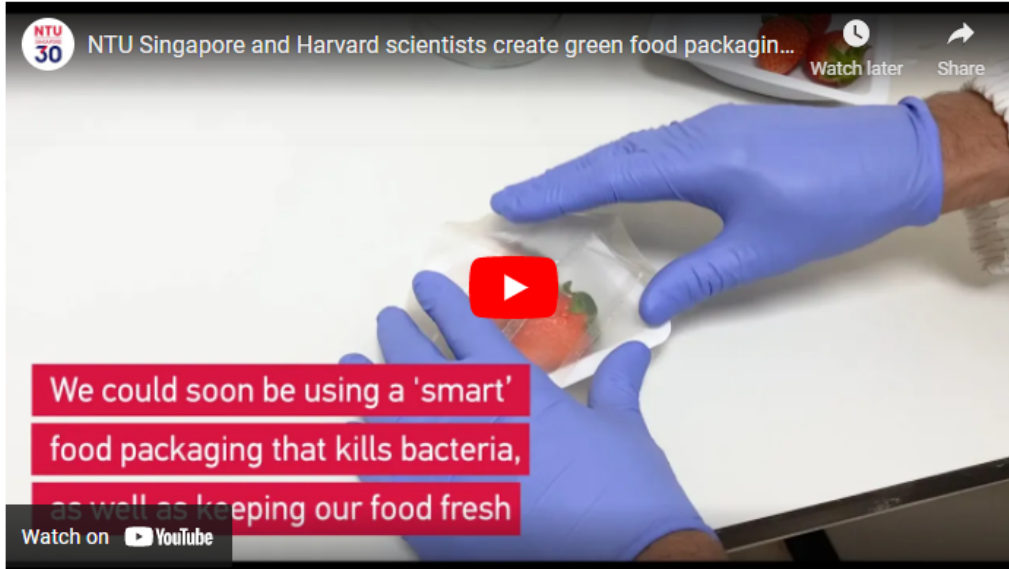 NTU
30
NTU Singapore and Harvard scientists create green food packagin...
Watch later
Share
We could soon be using a 'smart’
food packaging that kills bacteria,
as well as keeping our food fresh
Watch on YouTube